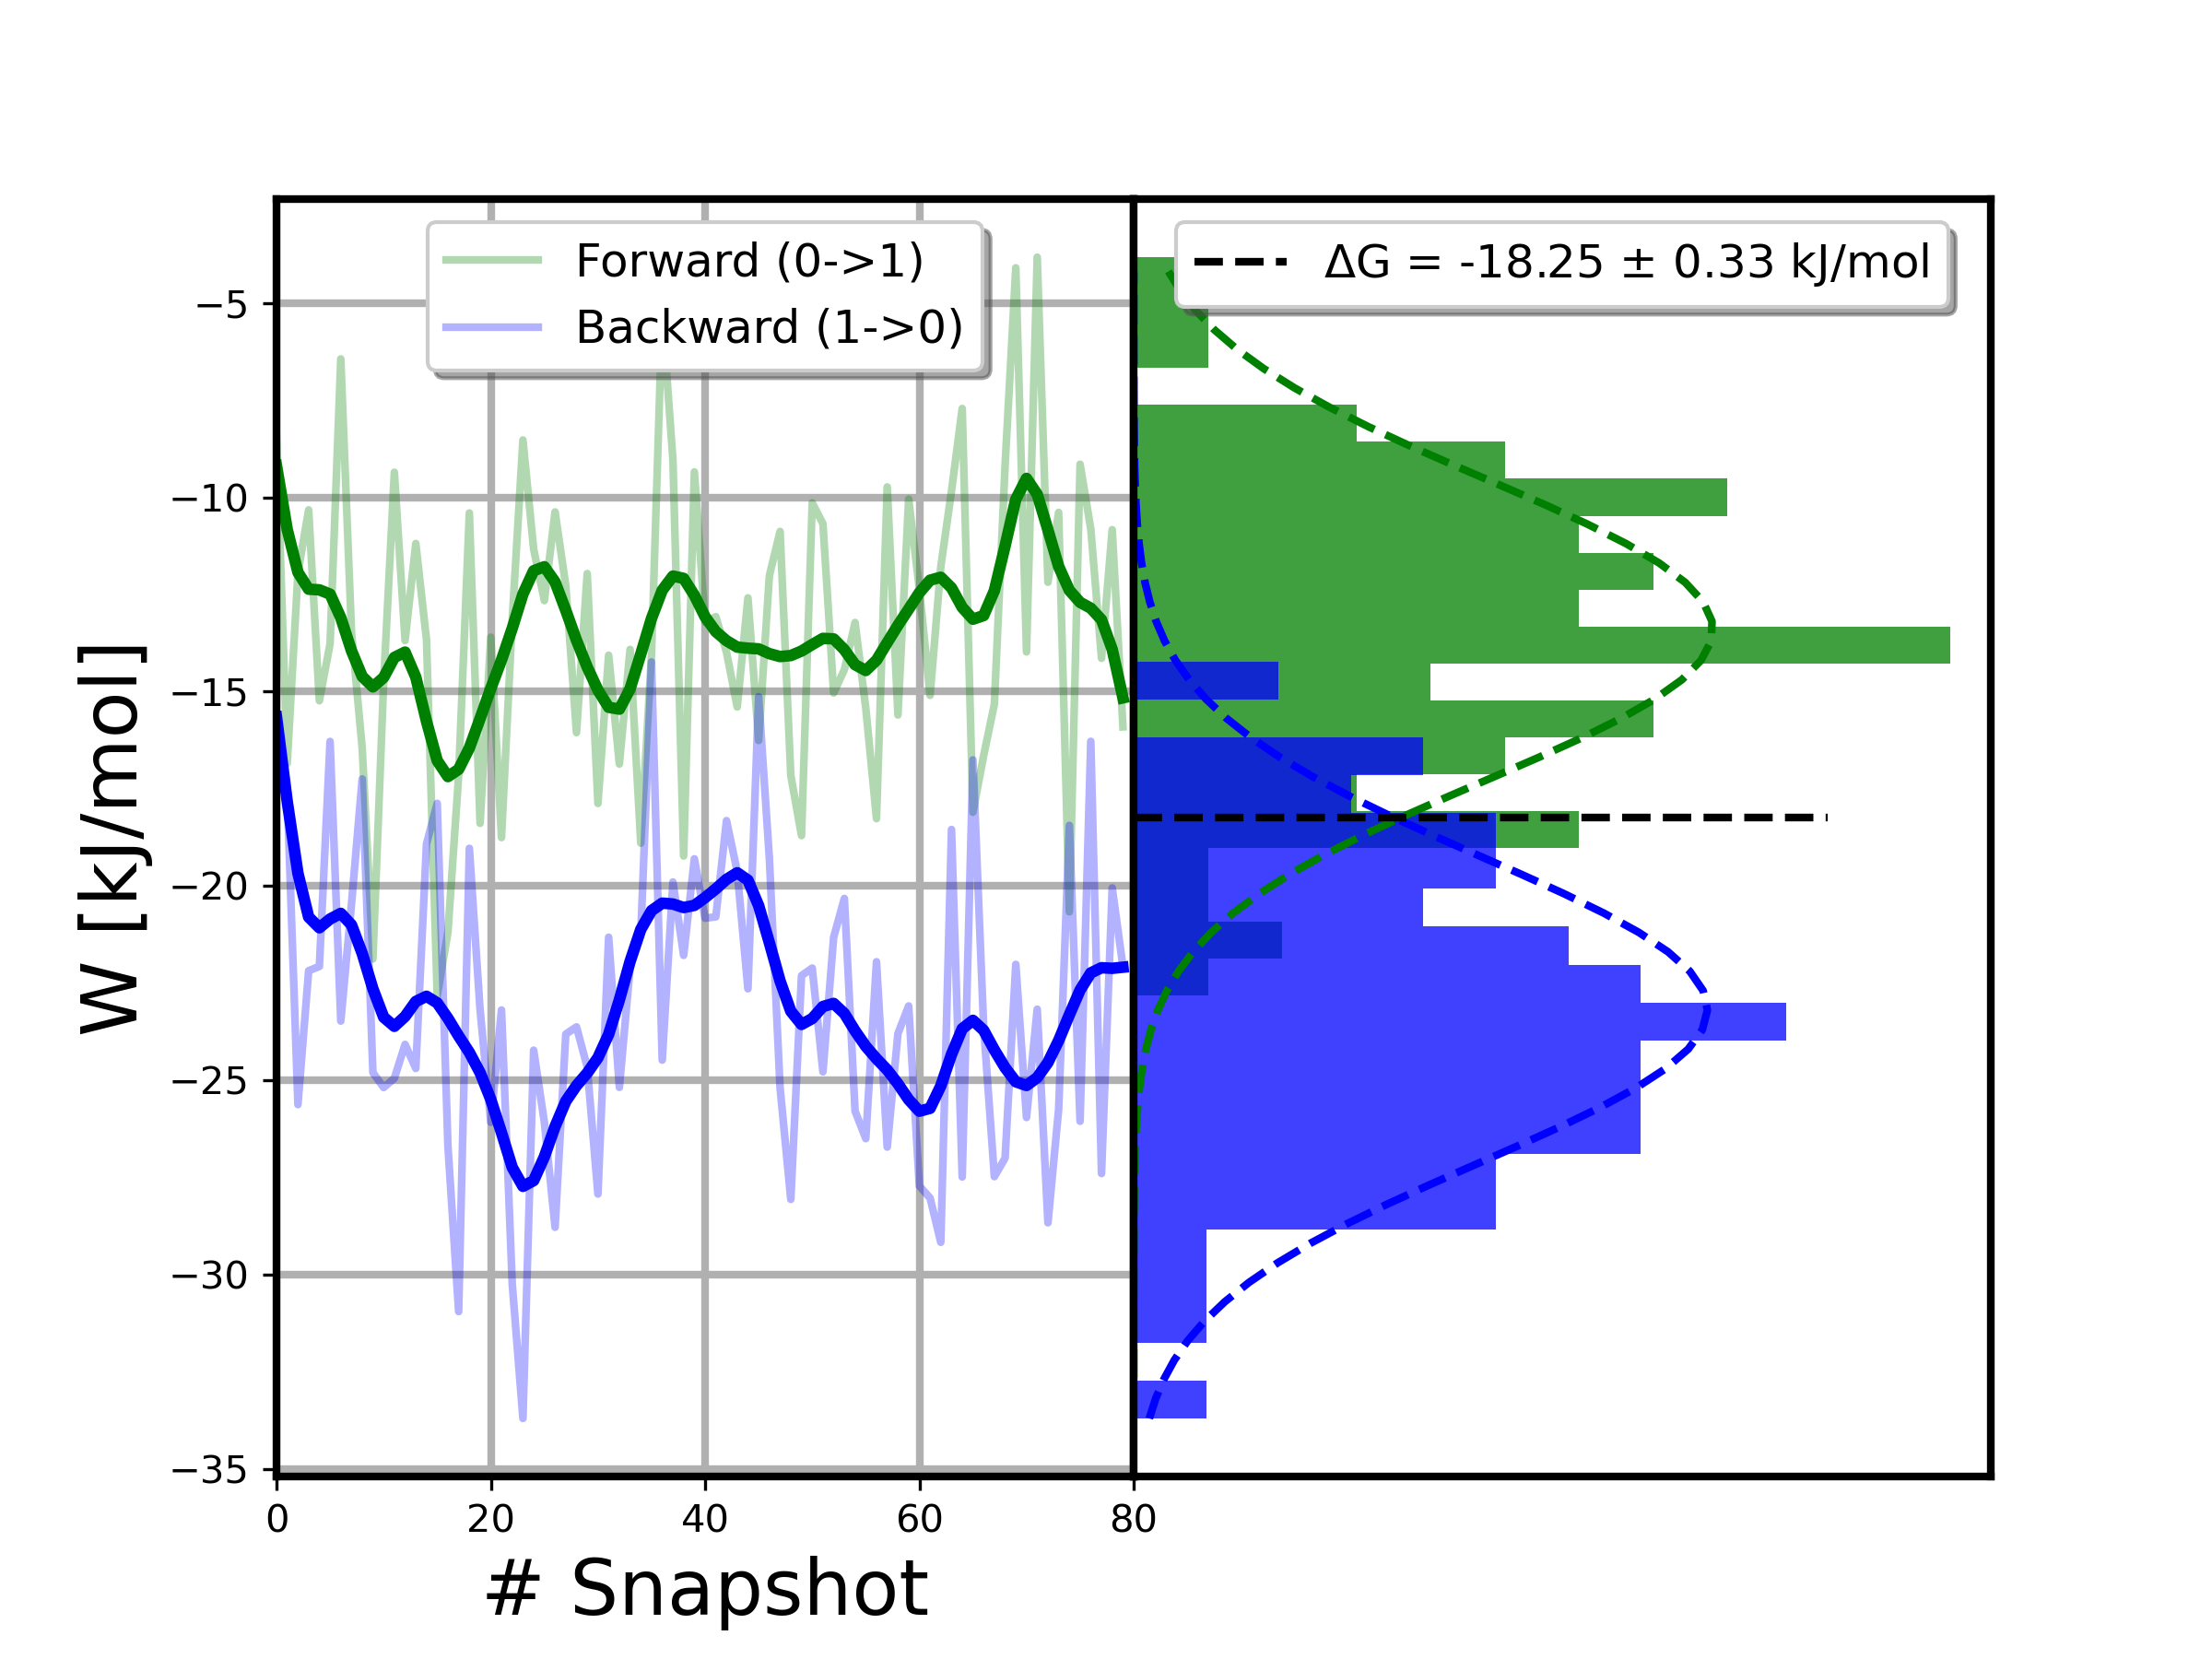 Forward (0->1)
Backward (1->0)
ΔG = -18.25 ± 0.33 kJ/mol
W [kJ/mol]
−5
−10
−15
−20
−25
−30
−35
0 20 40 60 80
# Snapshot